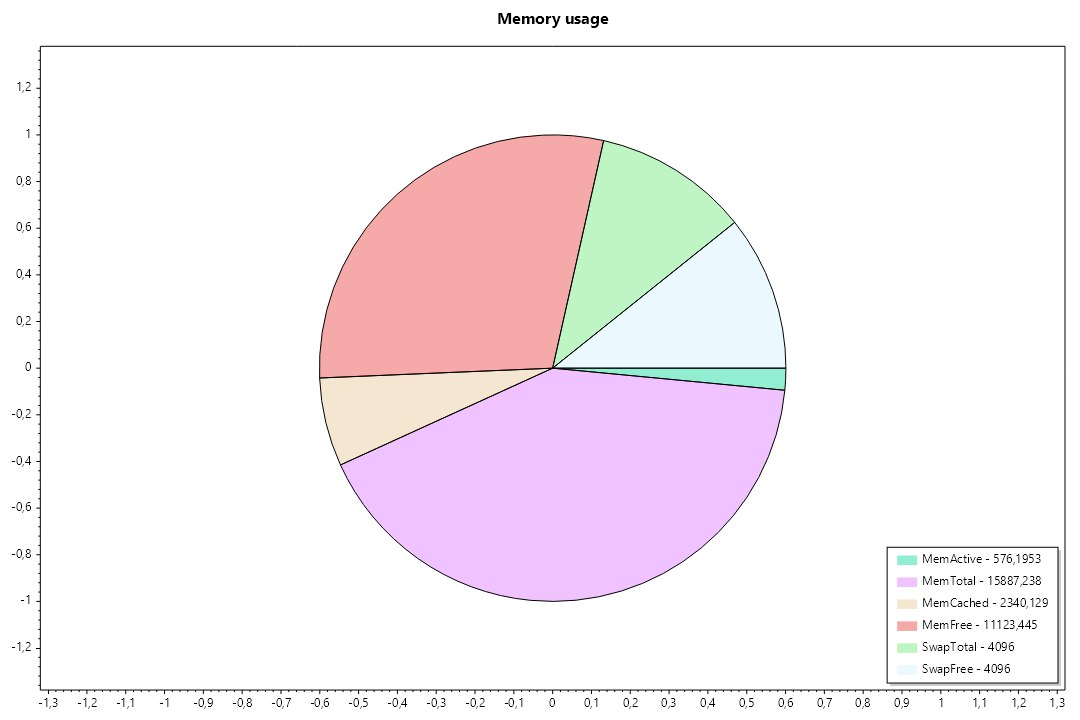 Memory usage
1,2
1
0,8
0,6
0,4
0,2
0
-0,2
-0,4
-0,6
-0,8
-1
-1,2
MemActive - 576,1953
MemTotal - 15887,238
MemCached - 2340,129
MemFree - 11123,445
SwapTotal - 4096
SwapFree - 4096
-1,3 -1,2 -1,1 -1 -0,9 -0,8 -0,7 -0,6 -0,5 -0,4 -0,3 -0,2 -0,1 0 0,1 0,2 0,3 0,4 0,5 0,6 0,7 0,8 0,9 1 1,1 1,2 1,3